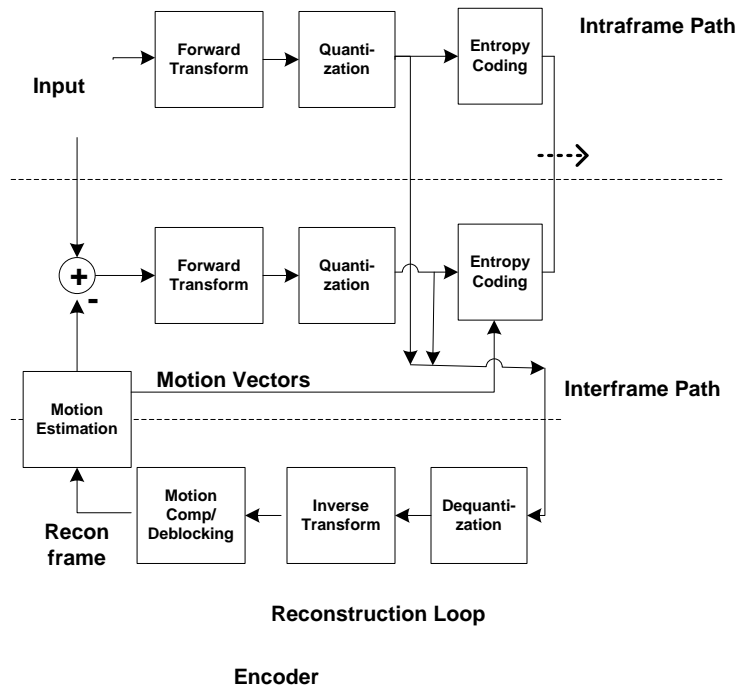 Intraframe Path
Input
Forward
Transform
Quanti-
zation
Entropy
Coding
+
-
Forward
Transform
Quanti-
zation
Entropy
Coding
Motion Vectors
Interframe Path
Motion
Estimation
Recon
frame
Motion
Comp/
Deblocking
Inverse
Transform
Dequanti-
zation
Reconstruction Loop
Encoder